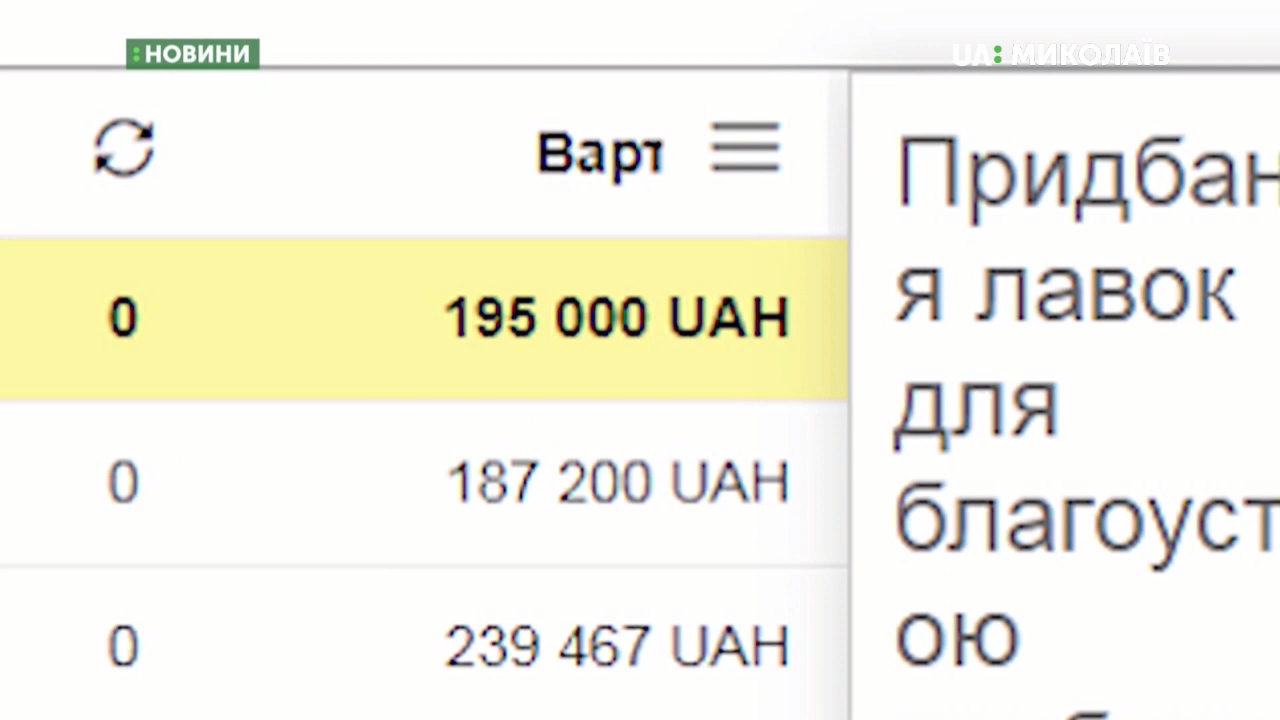 :НОВИНИ
UA: МИКОЛАЇВ
Варт
0 195 000 UAH
0 187 200 UAH
0 239 467 UAH
Придбан
я лавок
для
благоуст
ою